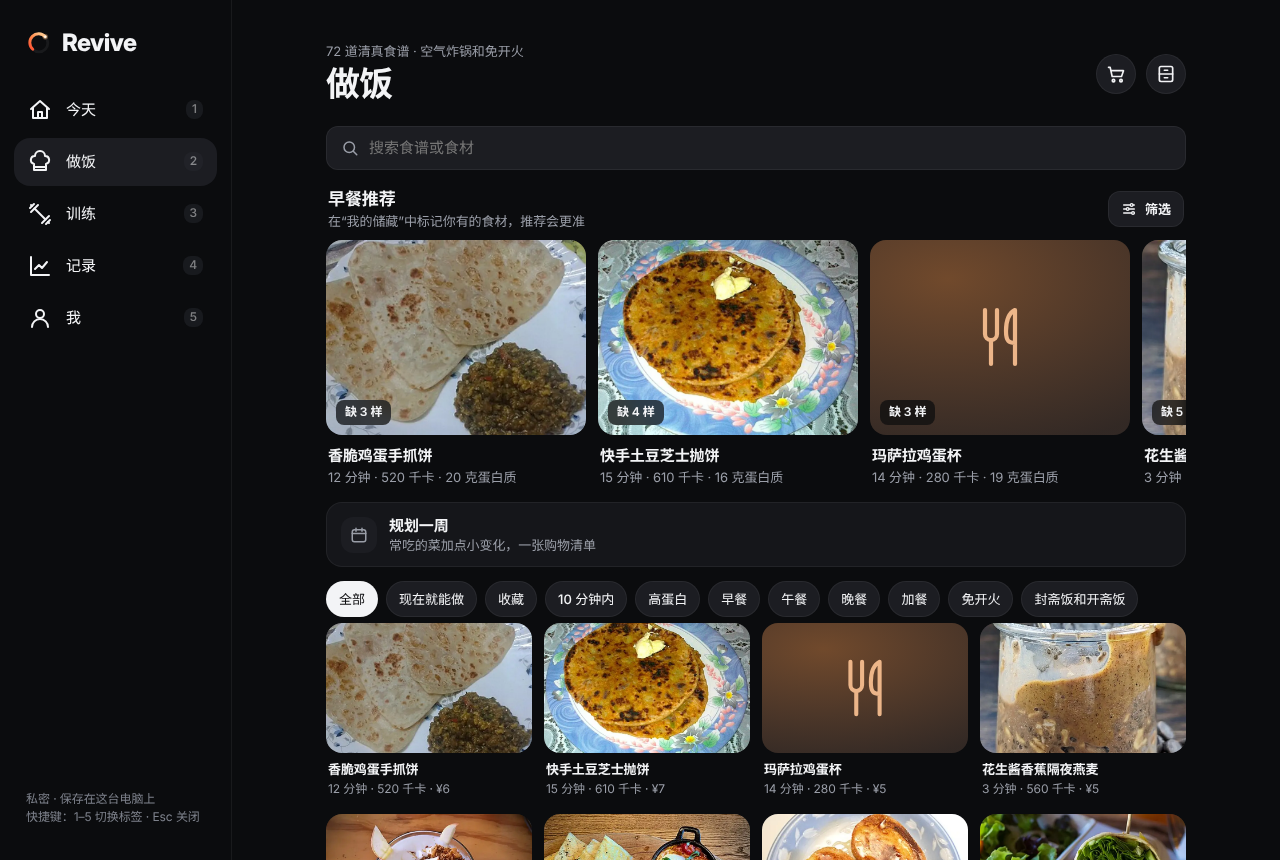 Revive
今天
1
做饭
2
训练
3
记录
4
我
5
私密 · 保存在这台电脑上
快捷键：1–5 切换标签 · Esc 关闭
72 道清真食谱 · 空气炸锅和免开火
做饭
搜索食谱或食材
早餐推荐
在“我的储藏”中标记你有的食材，推荐会更准
筛选
缺 3 样
缺 4 样
缺 3 样
缺 5
香脆鸡蛋手抓饼
12 分钟 · 520 千卡 · 20 克蛋白质
快手土豆芝士抛饼
15 分钟 · 610 千卡 · 16 克蛋白质
玛萨拉鸡蛋杯
14 分钟 · 280 千卡 · 19 克蛋白质
花生酱
3 分钟
规划一周
常吃的菜加点小变化，一张购物清单
全部
现在就能做
收藏
10 分钟内
高蛋白
早餐
午餐
晚餐
加餐
免开火
封斋饭和开斋饭
香脆鸡蛋手抓饼
12 分钟 · 520 千卡 · ¥6
快手土豆芝士抛饼
15 分钟 · 610 千卡 · ¥7
玛萨拉鸡蛋杯
14 分钟 · 280 千卡 · ¥5
花生酱香蕉隔夜燕麦
3 分钟 · 560 千卡 · ¥5